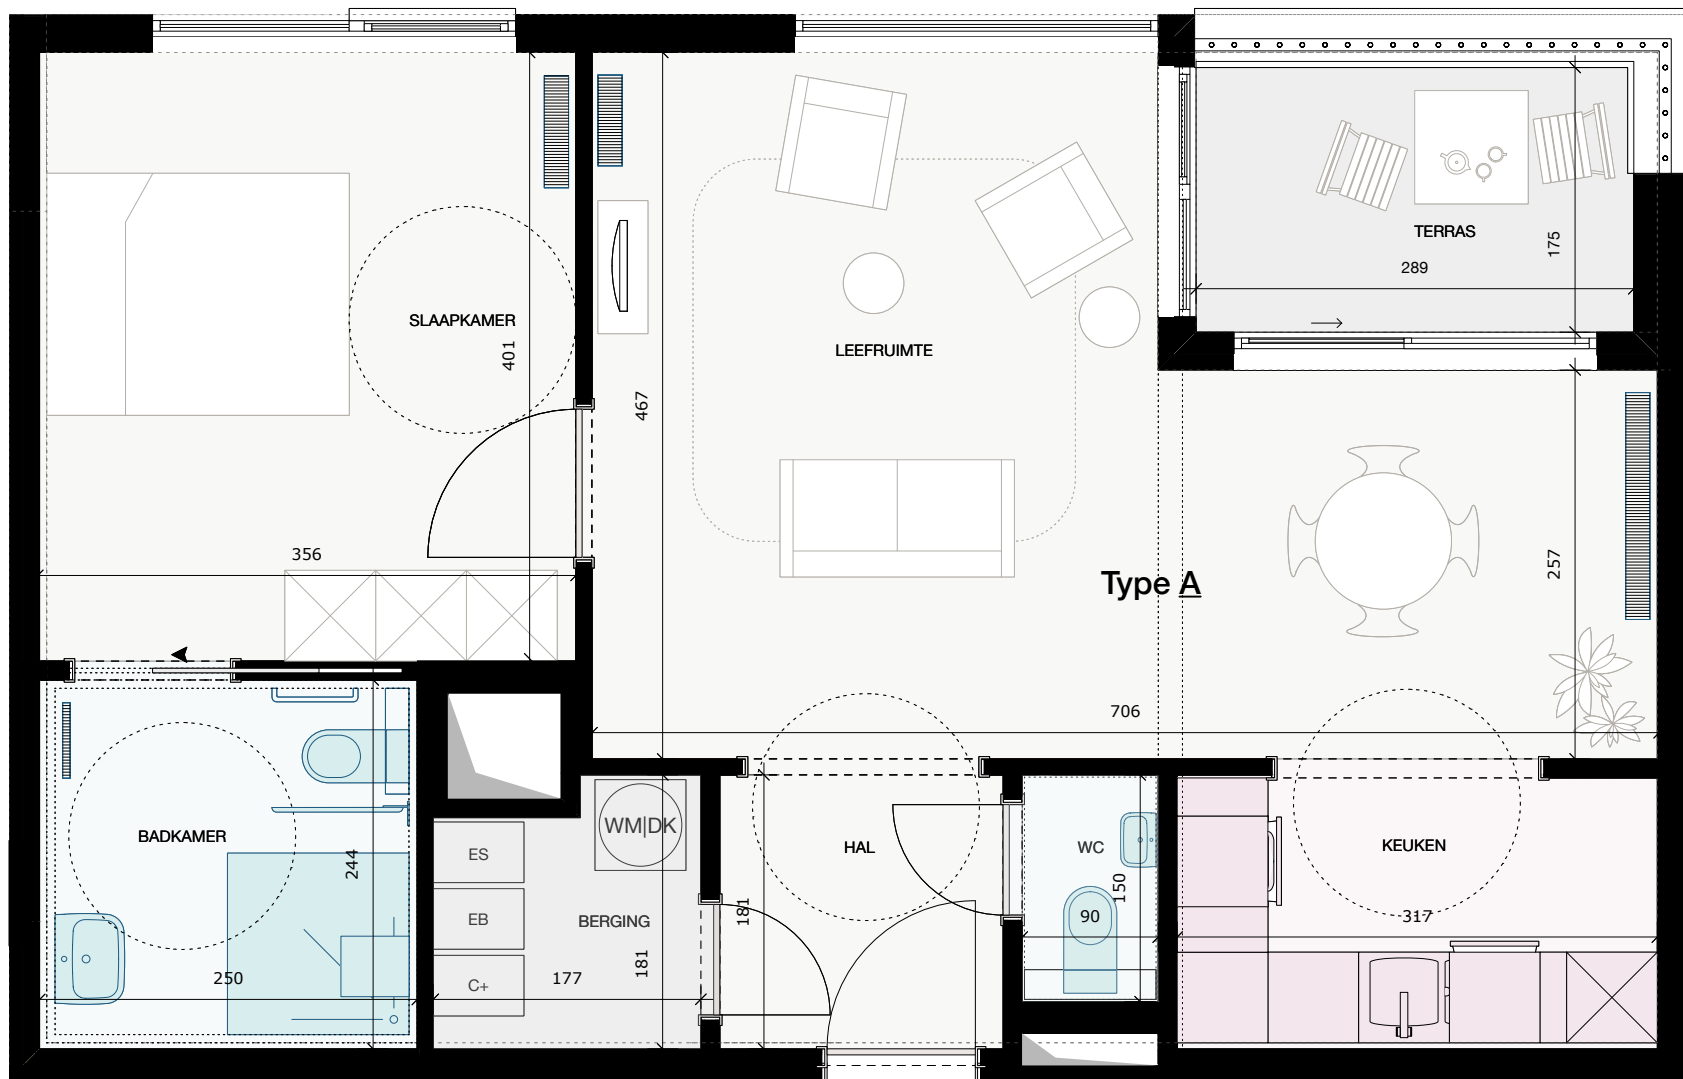 TERRAS
175
289
SLAAPKAMER
401
LEEFRUIMTE
467
356
257
Type A
706
WM|DK
BADKAMER
244
ES
HAL
WC
KEUKEN
150
EB
BERGING
181
90
317
181
250
C+
177